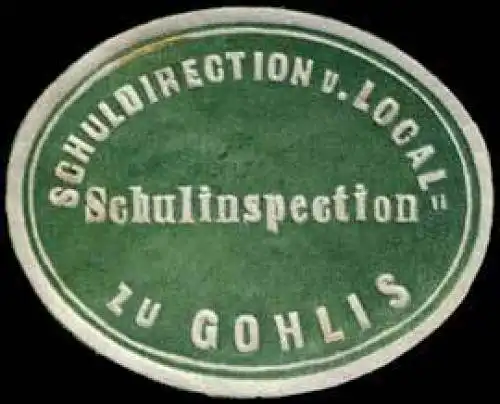 SCHULDIRECTION U. LOCAL=
Schulinspection
ZU GOHLIS